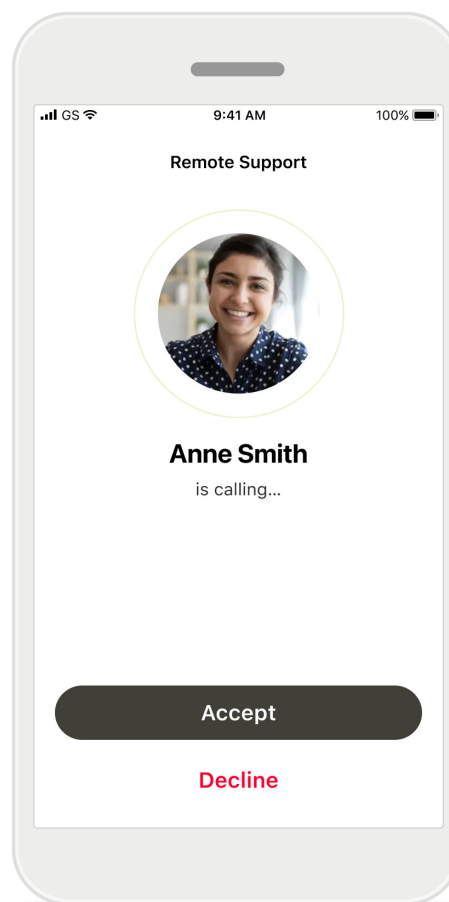 GS 9:41 AM 100%
Remote Support
Anne Smith
is calling...
Accept
Decline